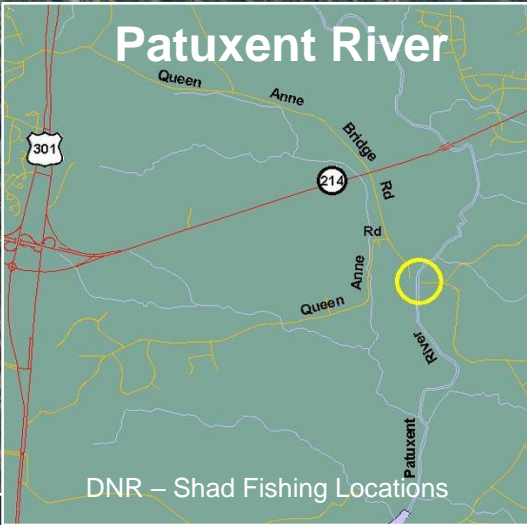 Patuxent River
Queen
Anne
Bridge
301
214
Rd
Rd
Anne
Queen
River
Patuxent
DNR – Shad Fishing Locations